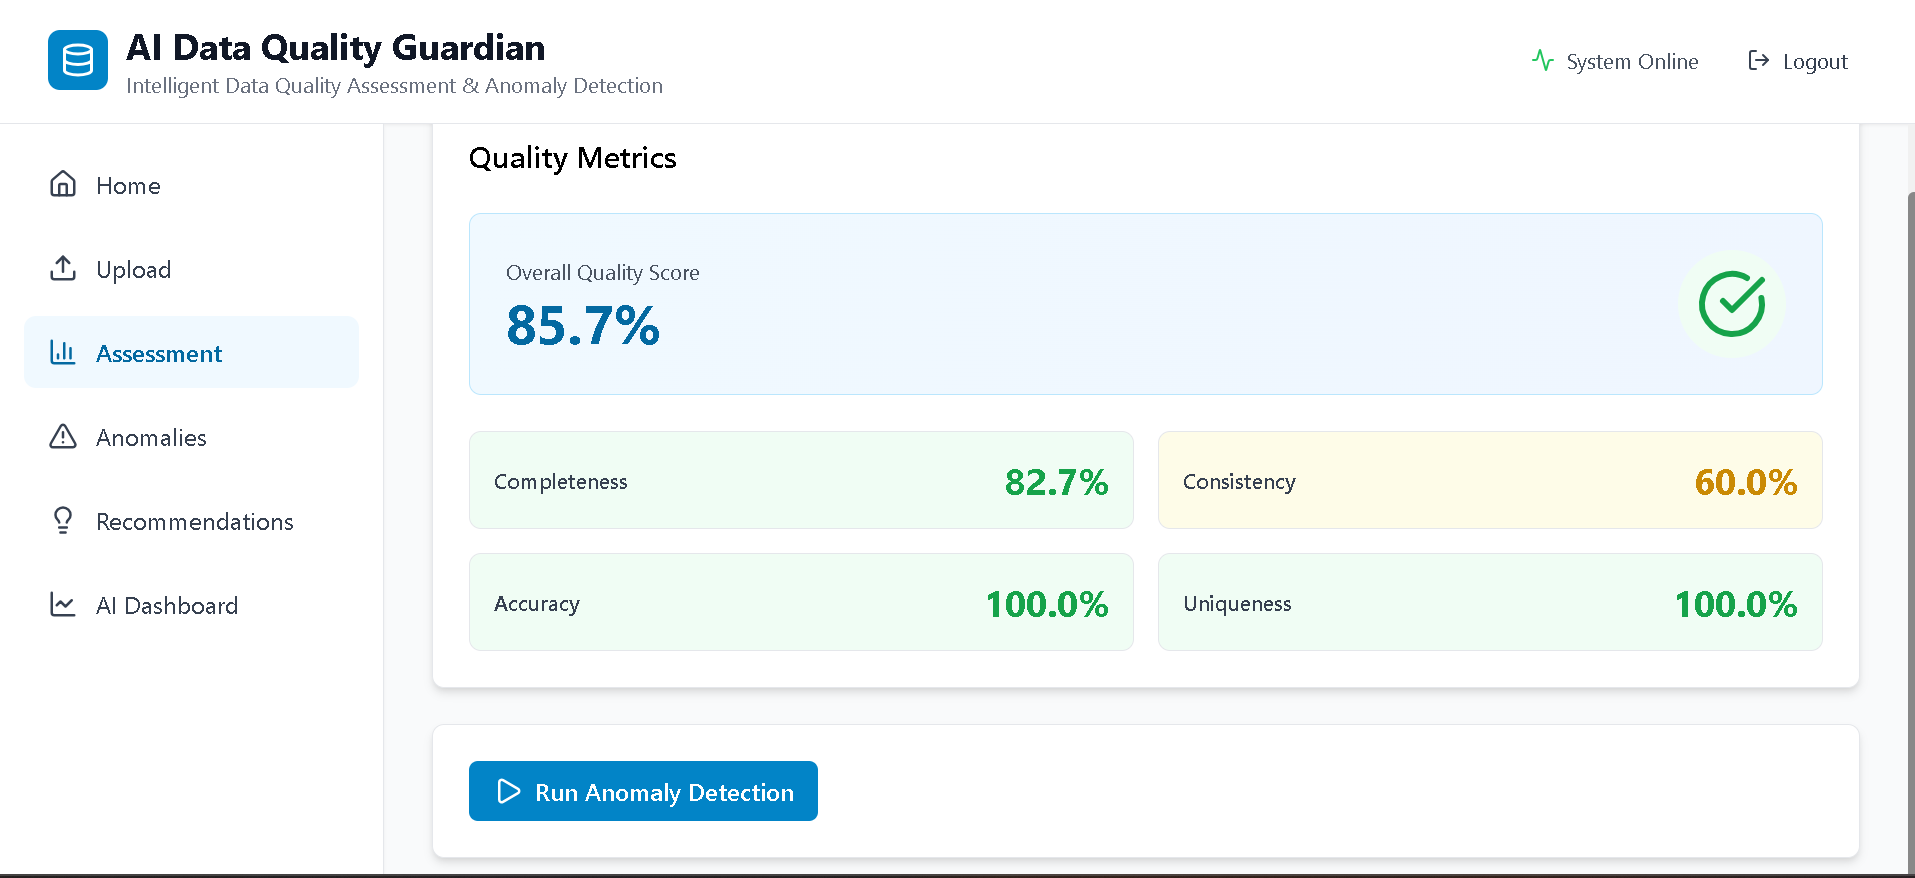 AI Data Quality Guardian
Intelligent Data Quality Assessment & Anomaly Detection
System Online
Logout
Home
Upload
Assessment
Anomalies
Recommendations
AI Dashboard
Quality Metrics
Overall Quality Score
85.7%
Completeness 82.7%
Consistency 60.0%
Accuracy 100.0%
Uniqueness 100.0%
Run Anomaly Detection